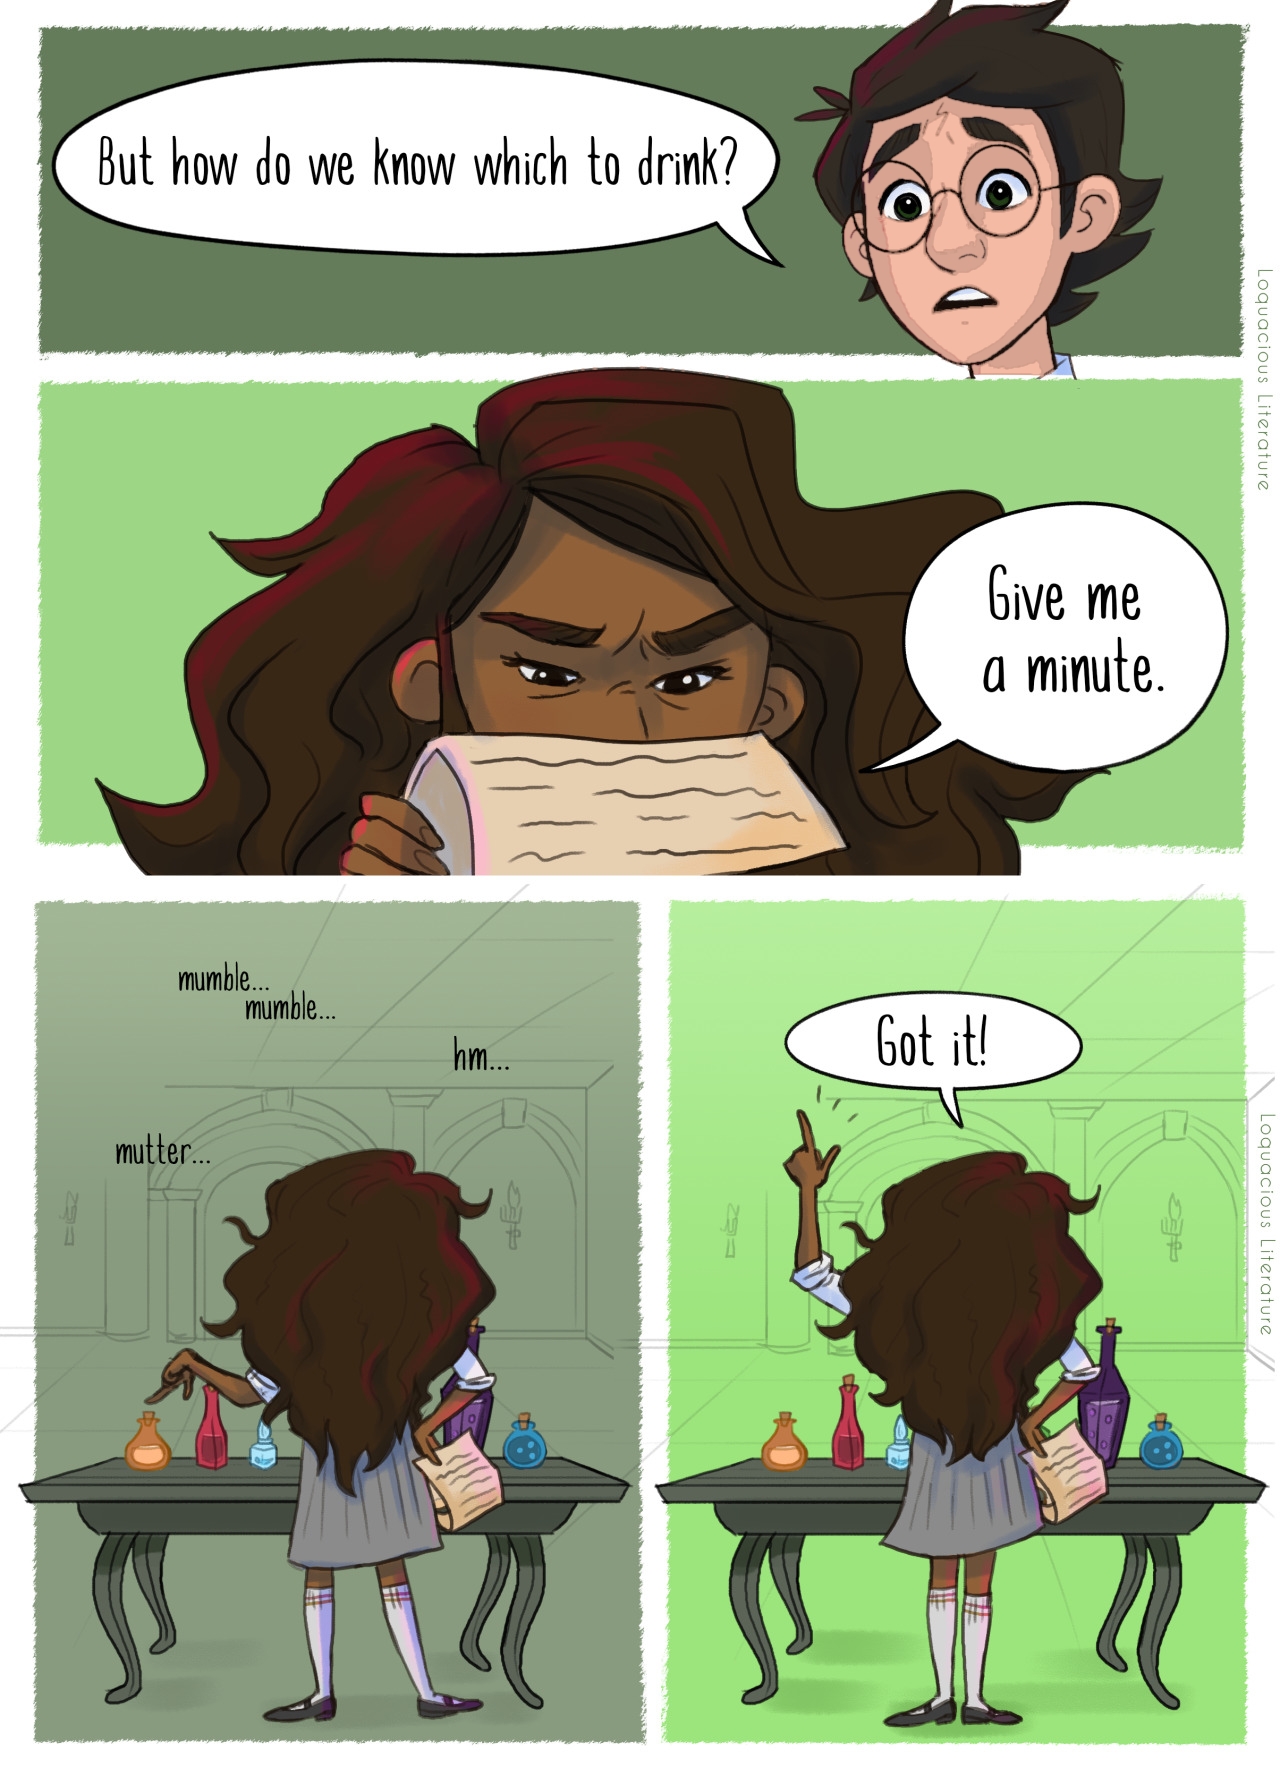 But how do we know which to drink?
Loquacious Literature
Give me
a minute.
mumble...
mumble...
hm...
mutter...
Got it!
Loquacious Literature